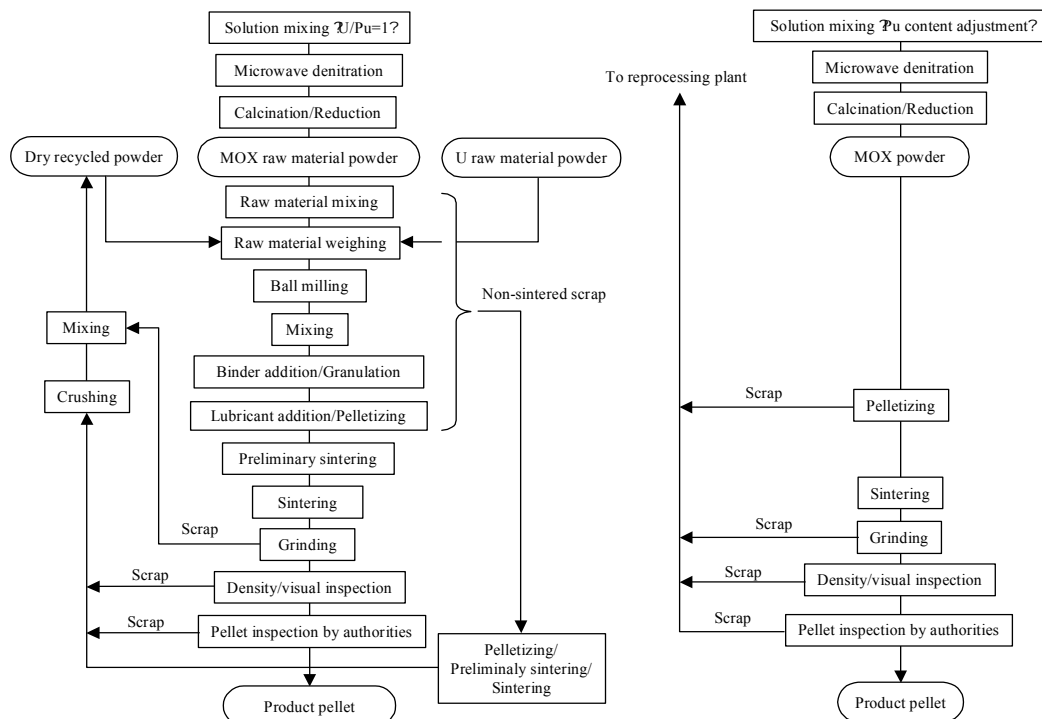 Solution mixing ?U/Pu=1?
Microwave denitration
Calcination/Reduction
Dry recycled powder
MOX raw material powder
U raw material powder
Raw material mixing
Raw material weighing
Ball milling
Non-sintered scrap
Mixing
Mixing
Binder addition/Granulation
Crushing
Lubricant addition/Pelletizing
Preliminary sintering
Sintering
Scrap
Grinding
Scrap
Density/visual inspection
Scrap
Pellet inspection by authorities
Pelletizing/
Preliminaly sintering/
Sintering
Product pellet
Solution mixing ?Pu content adjustment?
To reprocessing plant
Microwave denitration
Calcination/Reduction
MOX powder
Scrap
Pelletizing
Sintering
Scrap
Grinding
Scrap
Density/visual inspection
Scrap
Pellet inspection by authorities
Product pellet